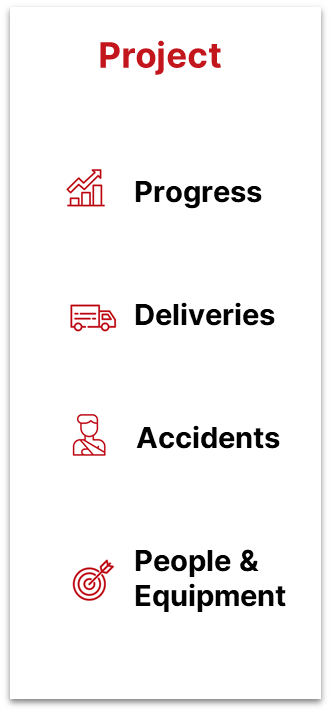 Project
Progress
Deliveries
Accidents
People &
Equipment